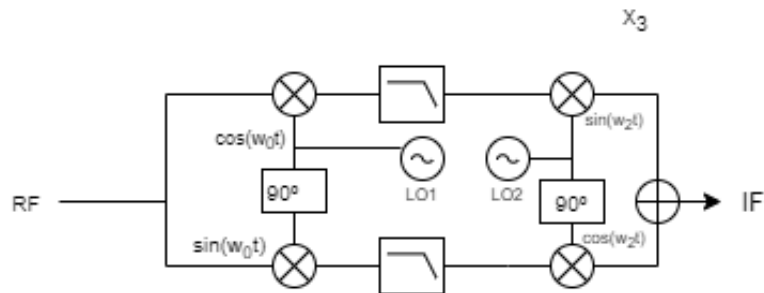 X₃
sin(w₂t)
cos(w₀t)
LO1
LO2
90º
90º
RF
IF
sin(w₀t)
cos(w₂t)